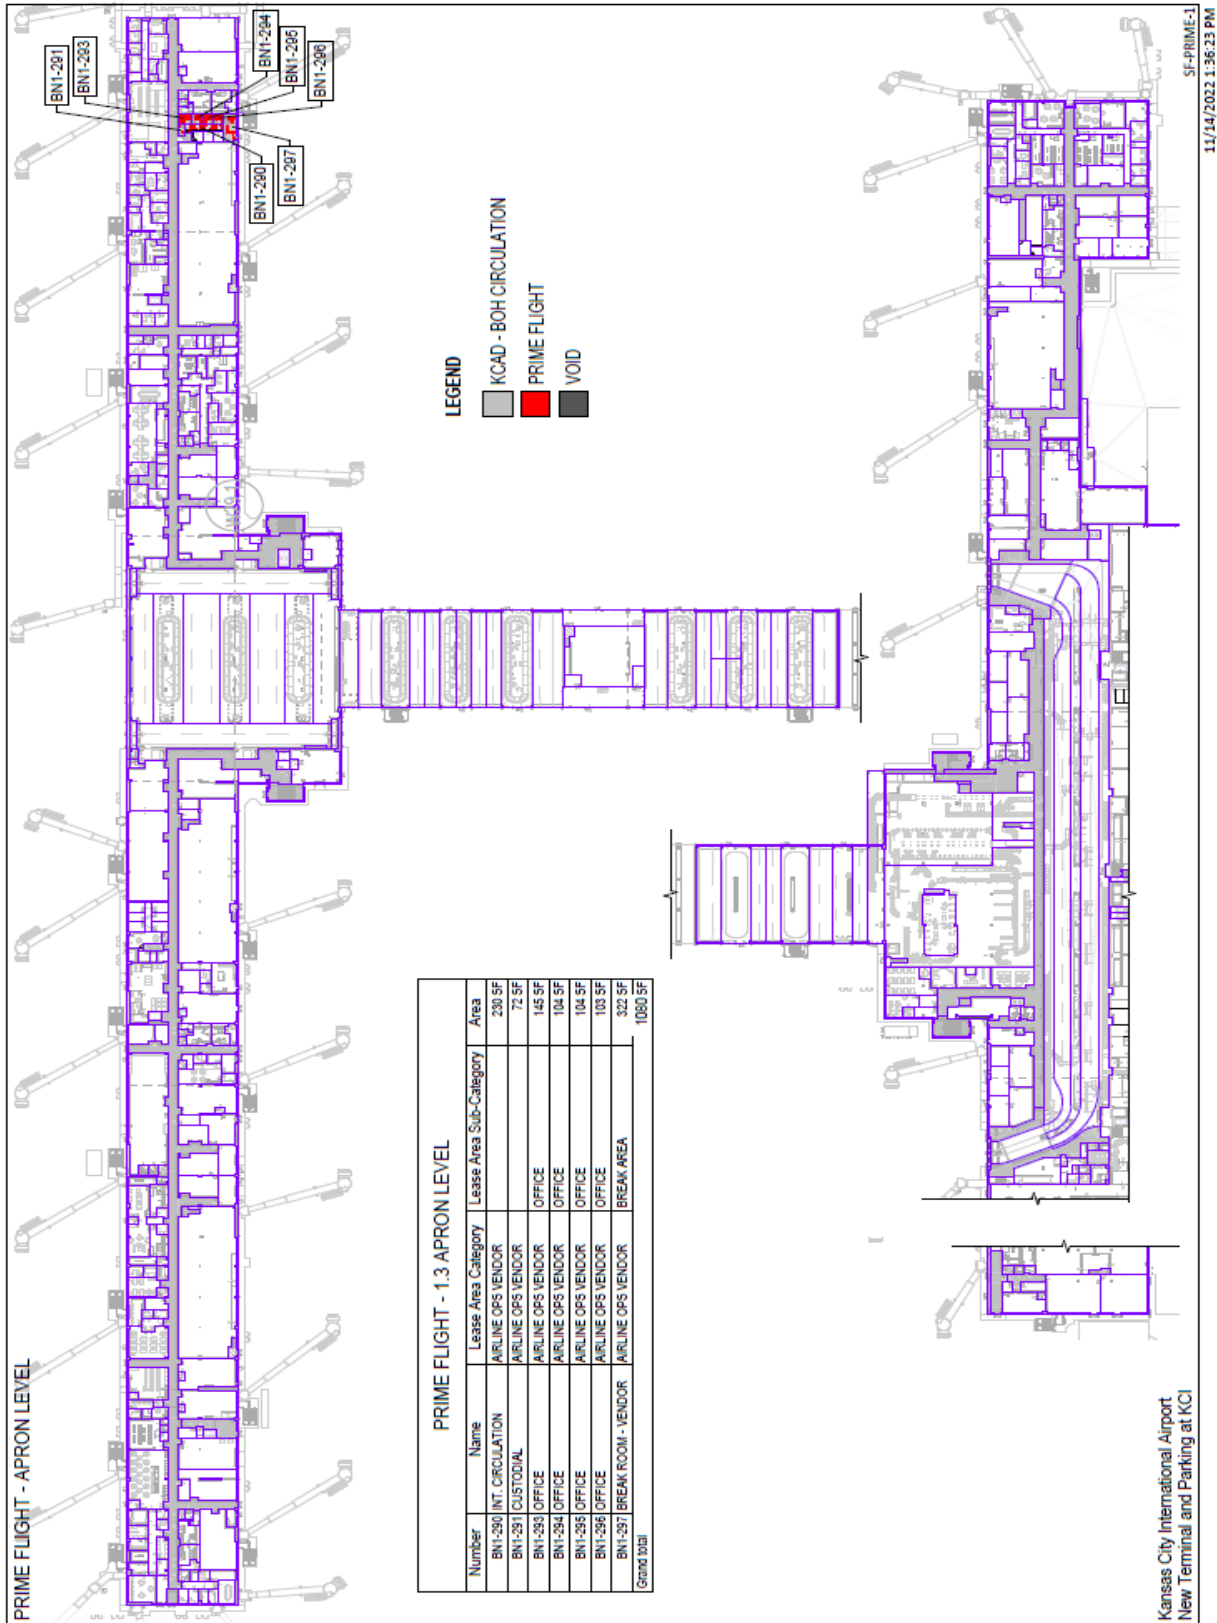 PRIME FLIGHT - APRON LEVEL
BN1-291
BN1-293
BN1-294
BN1-295
BN1-296
BN1-290
BN1-297
LEGEND
KCAD - BOH CIRCULATION
PRIME FLIGHT
VOID
PRIME FLIGHT - 1.3 APRON LEVEL
Number Name Lease Area Category Lease Area Sub-Category Area
BN1-290 INT. CIRCULATION AIRLINE OPS VENDOR 230 SF
BN1-291 CUSTODIAL AIRLINE OPS VENDOR 72 SF
BN1-293 OFFICE AIRLINE OPS VENDOR OFFICE 145 SF
BN1-294 OFFICE AIRLINE OPS VENDOR OFFICE 104 SF
BN1-295 OFFICE AIRLINE OPS VENDOR OFFICE 104 SF
BN1-296 OFFICE AIRLINE OPS VENDOR OFFICE 103 SF
BN1-297 BREAK ROOM - VENDOR AIRLINE OPS VENDOR BREAK AREA 322 SF
Grand total 1080 SF
Kansas City International Airport
New Terminal and Parking at KCI
SF-PRIME-1
11/14/2022 1:36:23 PM